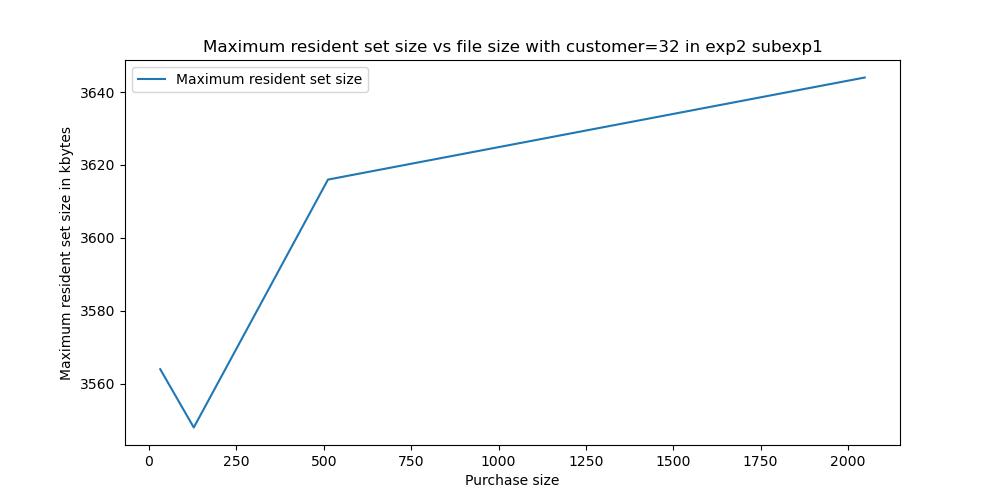 Maximum resident set size vs file size with customer=32 in exp2 subexp1
Maximum resident set size
Maximum resident set size in kbytes
3640
3620
3600
3580
3560
0 250 500 750 1000 1250 1500 1750 2000
Purchase size